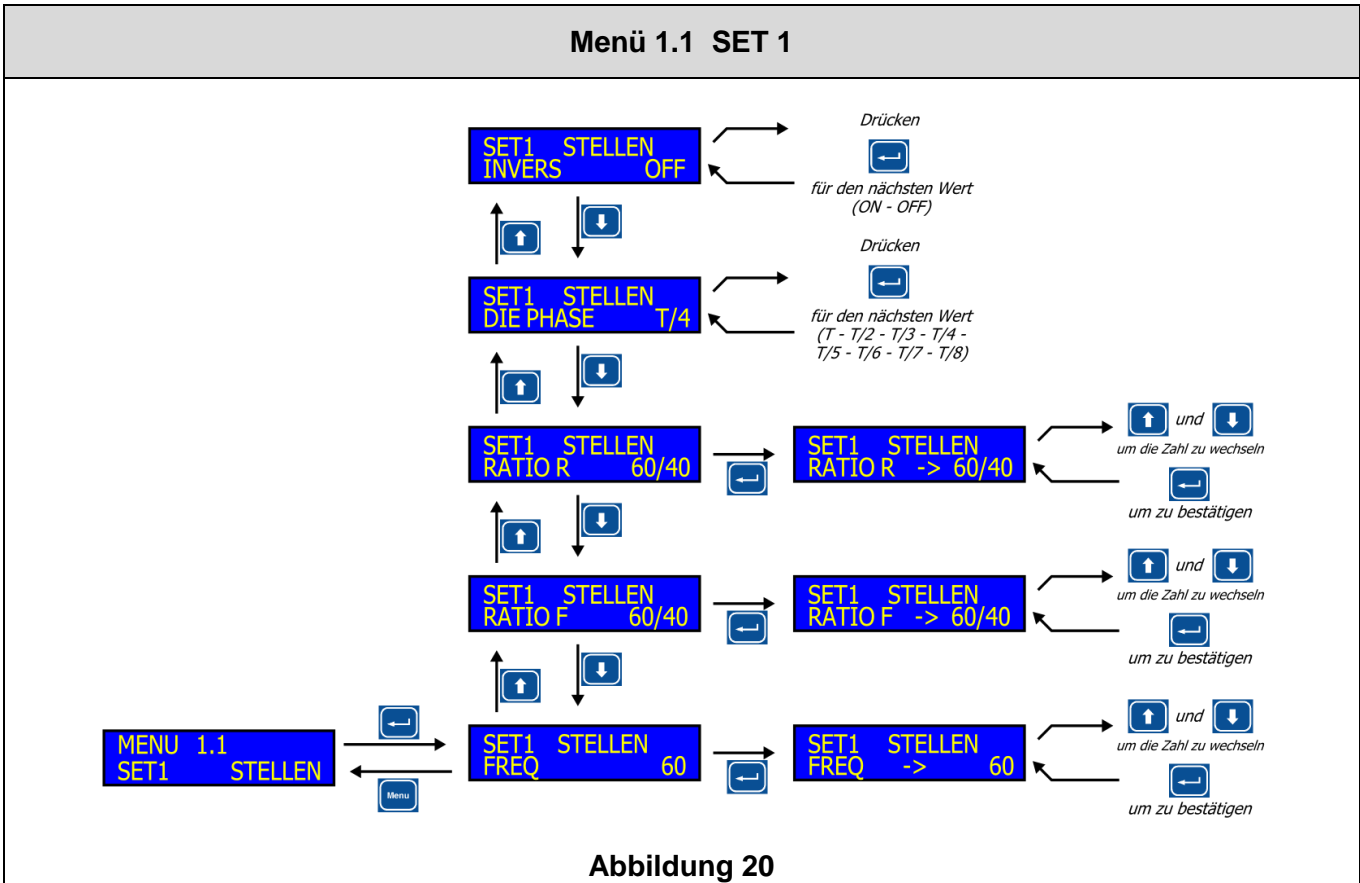 Menü 1.1 SET 1
Drücken
SET1 STELLEN
INVERS OFF
für den nächsten Wert
(ON - OFF)
Drücken
SET1 STELLEN
DIE PHASE T/4
für den nächsten Wert
(T - T/2 - T/3 - T/4 -
T/5 - T/6 - T/7 - T/8)
SET1 STELLEN
RATIO R 60/40
SET1 STELLEN
RATIO R -> 60/40
und
um die Zahl zu wechseln
um zu bestätigen
SET1 STELLEN
RATIO F 60/40
SET1 STELLEN
RATIO F -> 60/40
und
um die Zahl zu wechseln
um zu bestätigen
MENU 1.1
SET1 STELLEN
Menu
SET1 STELLEN
FREQ 60
SET1 STELLEN
FREQ -> 60
und
um die Zahl zu wechseln
um zu bestätigen
Abbildung 20